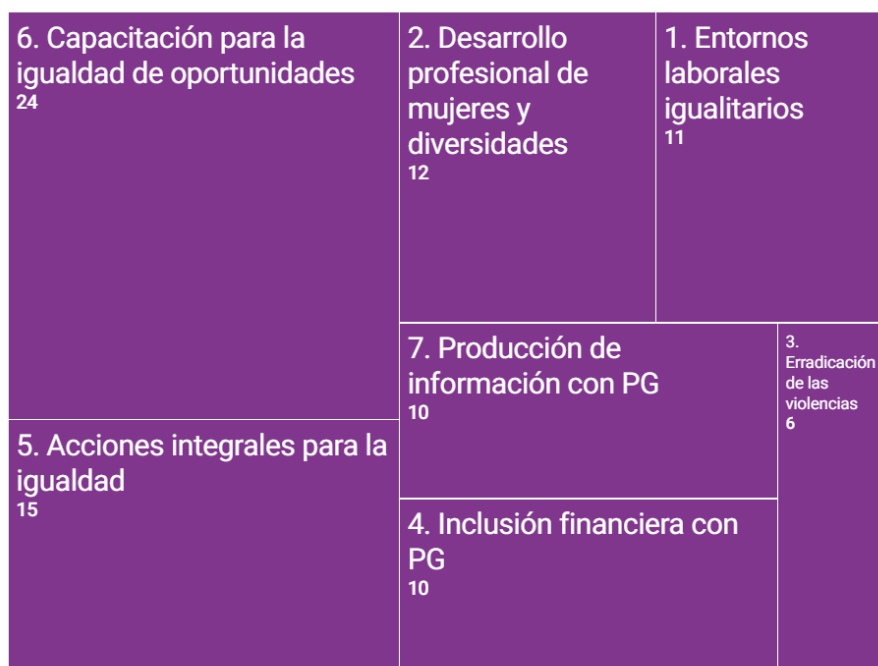 6. Capacitación para la
igualdad de oportunidades
24
2. Desarrollo
profesional de
mujeres y
diversidades
12
1. Entornos
laborales
igualitarios
11
7. Producción de
información con PG
10
3.
Erradicación
de las
violencias
6
5. Acciones integrales para la
igualdad
15
4. Inclusión financiera con
PG
10